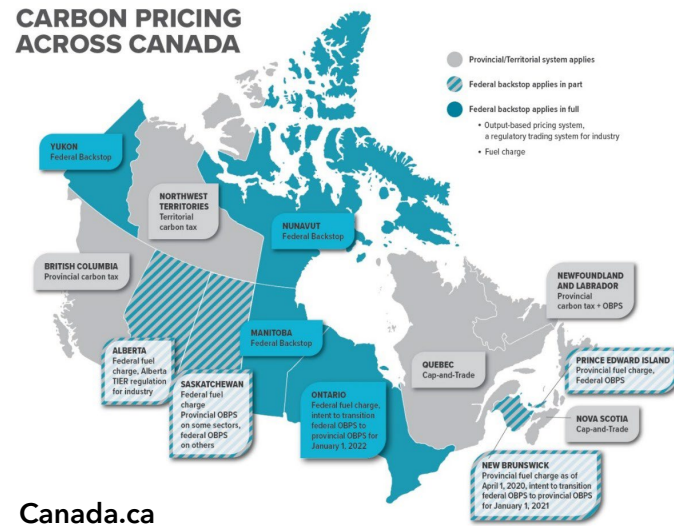 CARBON PRICING
ACROSS CANADA
Provincial/Territorial system applies
Federal backstop applies in part
Federal backstop applies in full
• Output-based pricing system,
a regulatory trading system for industry
• Fuel charge
YUKON
Federal Backstop
NORTHWEST
TERRITORIES
Territorial
carbon tax
NUNAVUT
Federal Backstop
BRITISH COLUMBIA
Provincial carbon tax
NEWFOUNDLAND
AND LABRADOR
Provincial
carbon tax + OBPS
MANITOBA
Federal Backstop
ALBERTA
Federal fuel
charge, Alberta
TIER regulation
for industry
QUEBEC
Cap-and-Trade
PRINCE EDWARD ISLAND
Provincial fuel charge,
Federal OBPS
SASKATCHEWAN
Federal fuel
charge
Provincial OBPS
on some sectors,
federal OBPS
on others
ONTARIO
Federal fuel charge,
intent to transition
federal OBPS to
provincial OBPS for
January 1, 2022
NOVA SCOTIA
Cap-and-Trade
NEW BRUNSWICK
Provincial fuel charge as of
April 1, 2020, intent to transition
federal OBPS to provincial OBPS
for January 1, 2021
Canada.ca